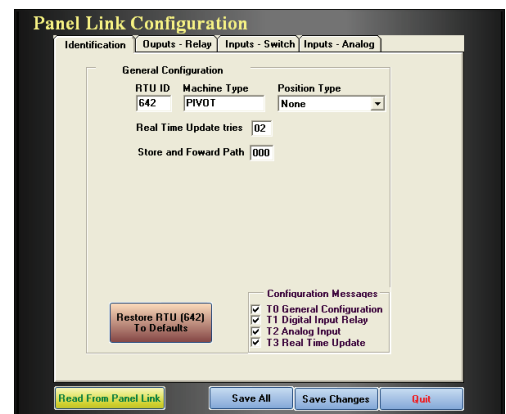 Panel Link Configuration
Identification Ouputs - Relay Inputs - Switch Inputs - Analog
General Configuration
RTU ID Machine Type Position Type
642 PIVOT None
Real Time Update tries 02
Store and Foward Path 000
Configuration Messages
Restore RTU (642)
To Defaults
T0 General Configuration
T1 Digital Input Relay
T2 Analog Input
T3 Real Time Update
Read From Panel Link Save All Save Changes Quit